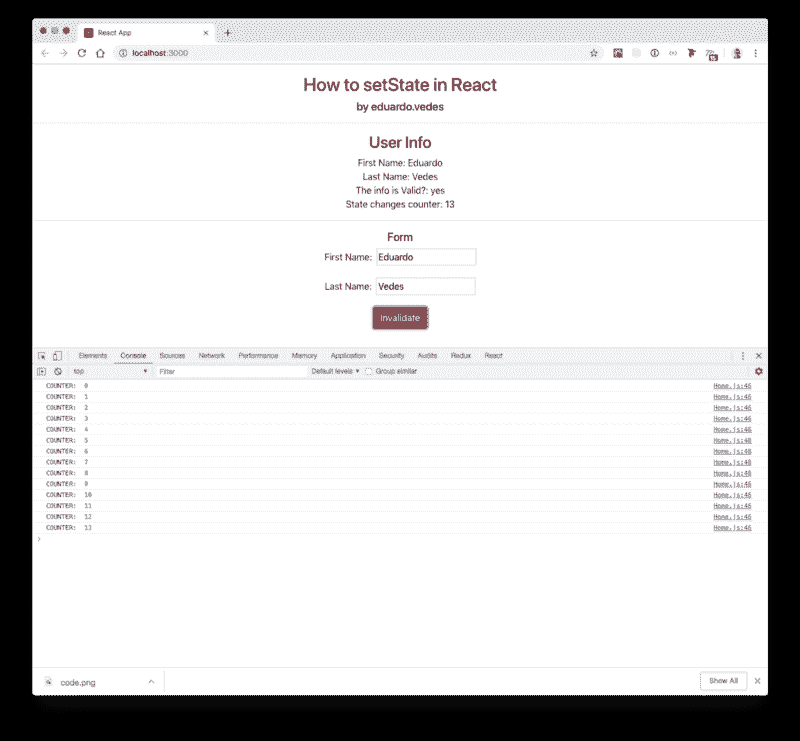 React App
localhost:3000
15
How to setState in React
by eduardo.vedes
User Info
First Name: Eduardo
Last Name: Vedes
The info is Valid?: yes
State changes counter: 13
Form
First Name: Eduardo
Last Name: Vedes
Invalidate
Elements Console Sources Network Performance Memory Application Security Audits Redux React
top Filter Default levels Group similar
COUNTER: 0 Home.js:46
COUNTER: 1 Home.js:46
COUNTER: 2 Home.js:46
COUNTER: 3 Home.js:46
COUNTER: 4 Home.js:46
COUNTER: 5 Home.js:46
COUNTER: 6 Home.js:46
COUNTER: 7 Home.js:46
COUNTER: 8 Home.js:46
COUNTER: 9 Home.js:46
COUNTER: 10 Home.js:46
COUNTER: 11 Home.js:46
COUNTER: 12 Home.js:46
COUNTER: 13 Home.js:46
code.png Show All